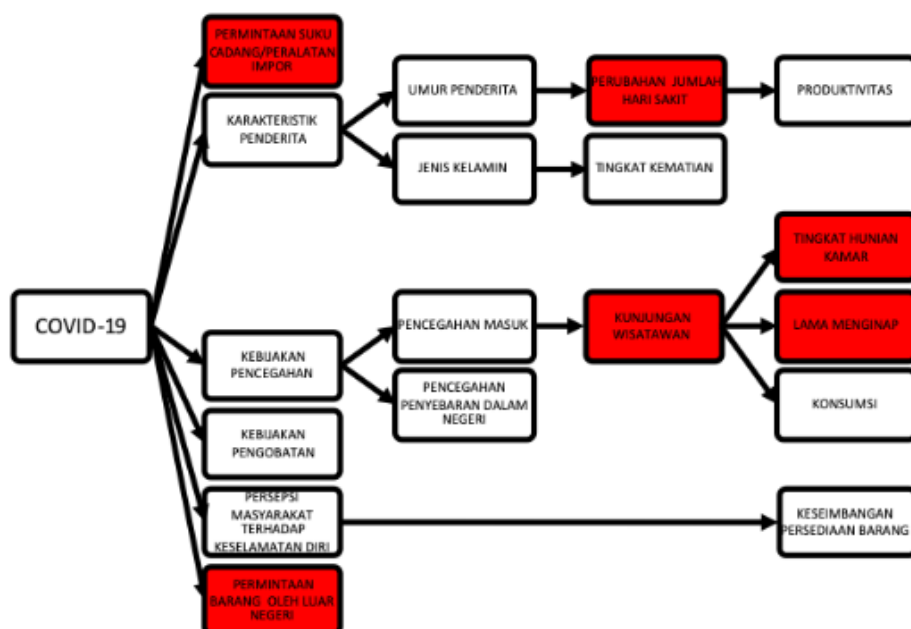 PERMINTAAN SUKU
CADANG/PERALATAN
IMPOR
KARAKTERISTIK
PENDERITA
UMUR PENDERITA
PERUBAHAN JUMLAH
HARI SAKIT
PRODUKTIVITAS
JENIS KELAMIN
TINGKAT KEMATIAN
COVID-19
KEBIJAKAN
PENCEGAHAN
PENCEGAHAN MASUK
KUNJUNGAN
WISATAWAN
TINGKAT HUNIAN
KAMAR
LAMA MENGINAP
KONSUMSI
PENCEGAHAN
PENYEBARAN DALAM
NEGERI
KEBIJAKAN
PENGOBATAN
PERSEPSI
MASYARAKAT
TERHADAP
KESELAMATAN DIRI
KESEIMBANGAN
PERSEDIAAN BARANG
PERMINTAAN
BARANG OLEH LUAR
NEGERI